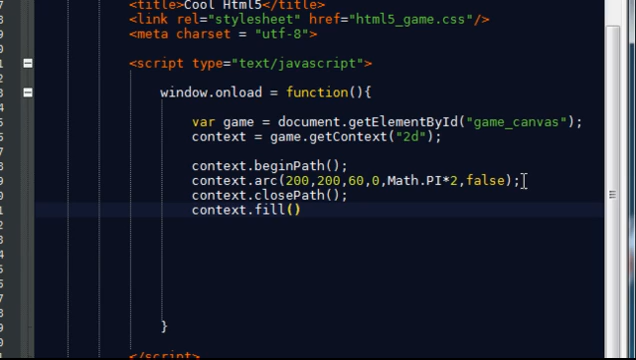 <title>Cool Html5</title>
<link rel="stylesheet" href="html5_game.css"/>
<meta charset = "utf-8">
<script type="text/javascript">
window.onload = function(){
var game = document.getElementById("game_canvas");
context = game.getContext("2d");
context.beginPath();
context.arc(200,200,60,0,Math.PI*2,false);
context.closePath();
context.fill()
}
</script>